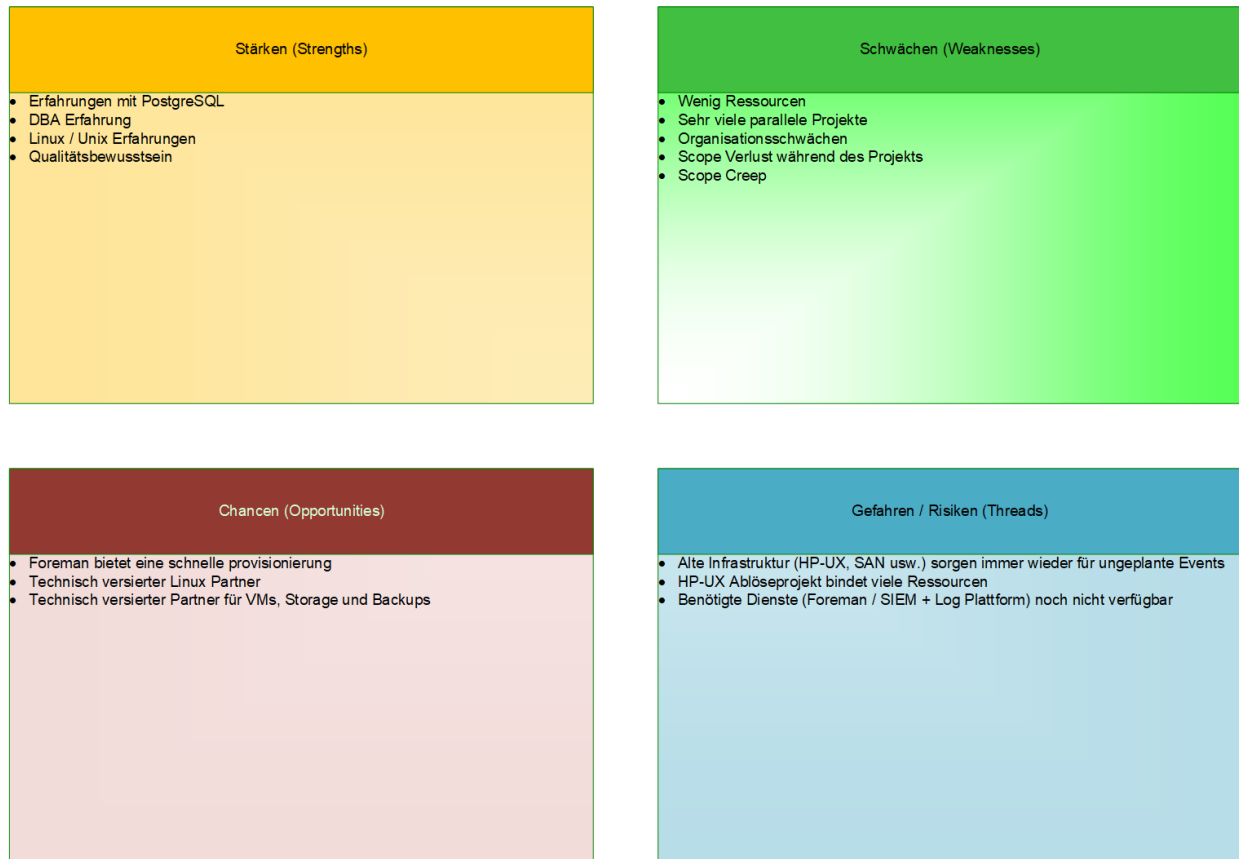 Stärken (Strengths)
• Erfahrungen mit PostgreSQL
• DBA Erfahrung
• Linux / Unix Erfahrungen
• Qualitätsbewusstsein
Schwächen (Weaknesses)
• Wenig Ressourcen
• Sehr viele parallele Projekte
• Organisationsschwächen
• Scope Verlust während des Projekts
• Scope Creep
Chancen (Opportunities)
• Foreman bietet eine schnelle provisionierung
• Technisch versierter Linux Partner
• Technisch versierter Partner für VMs, Storage und Backups
Gefahren / Risiken (Threads)
• Alte Infrastruktur (HP-UX, SAN usw.) sorgen immer wieder für ungeplante Events
• HP-UX Ablöseprojekt bindet viele Ressourcen
• Benötigte Dienste (Foreman / SIEM + Log Plattform) noch nicht verfügbar